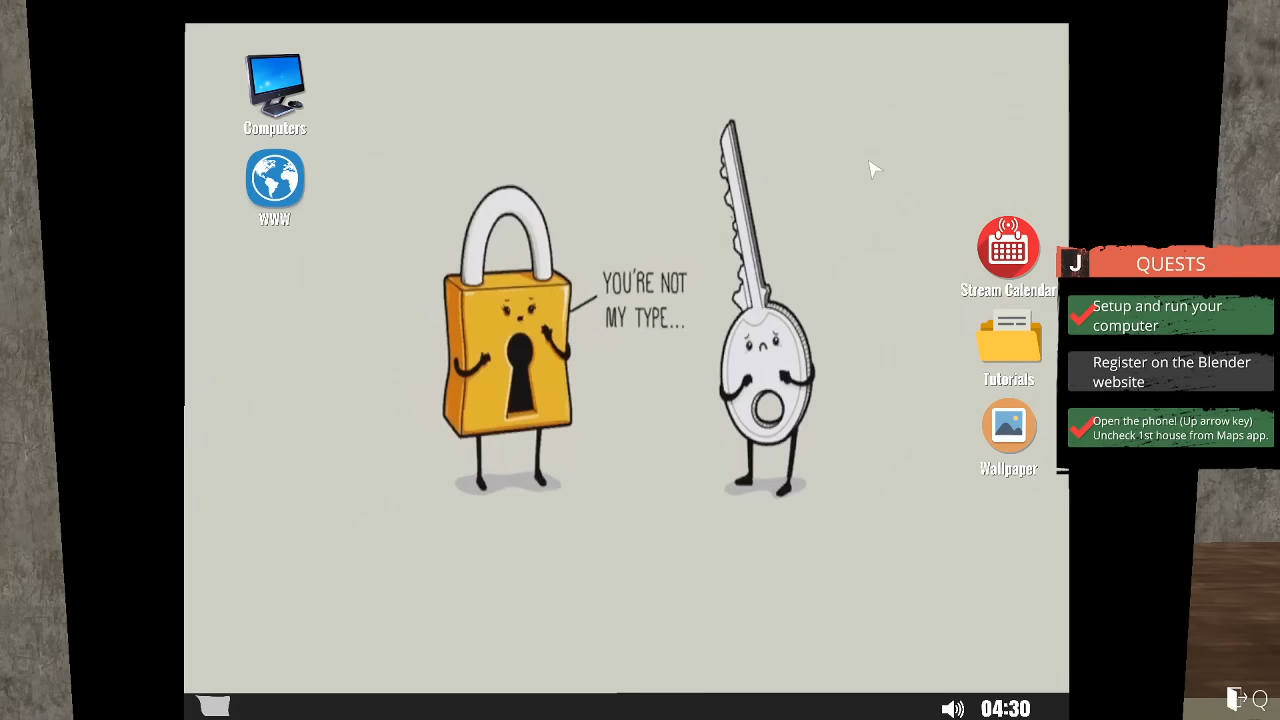 Computers
WWW
YOU'RE NOT
MY TYPE...
Stream Calendar
Tutorials
Wallpaper
J
QUESTS
Setup and run your
computer
Register on the Blender
website
Open the phone! (Up arrow key)
Uncheck 1st house from Maps app.
04:30
Q